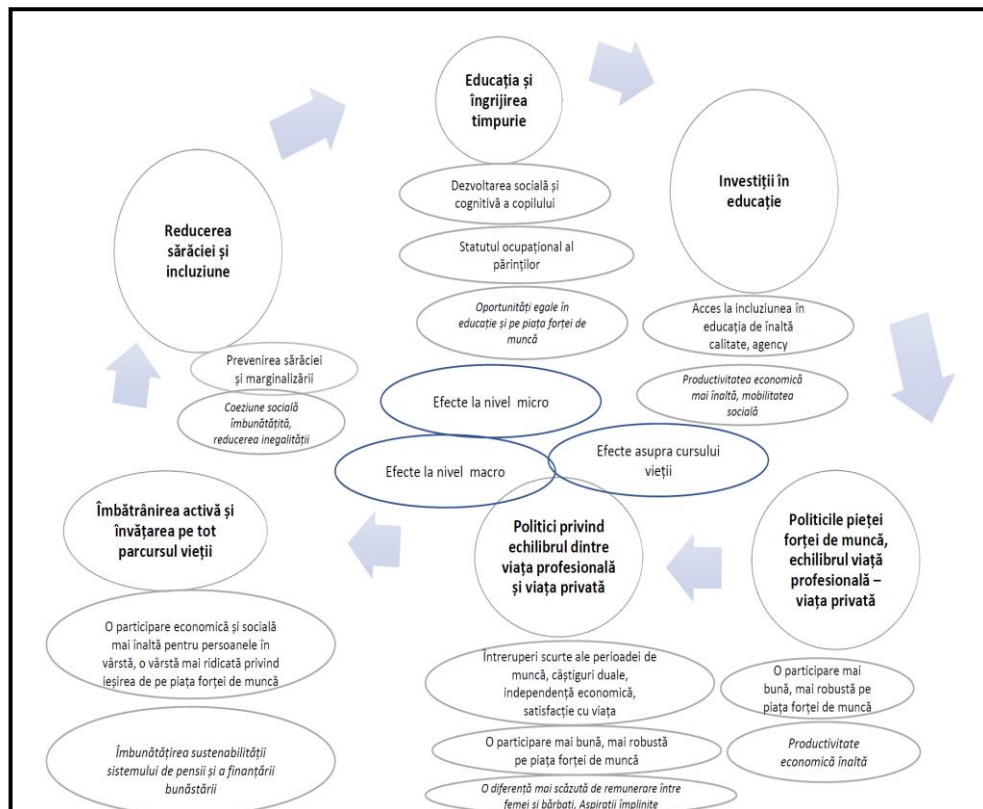 Educația și
îngrijirea
timpurie
Dezvoltarea socială și
cognitivă a copilului
Statutul ocupațional al
părinților
Oportunități egale în
educație și pe piața forței de
muncă
Investiții în
educație
Acces la incluziunea în
educația de înaltă
calitate, agency
Productivitatea economică
mai înaltă, mobilitatea
socială
Reducerea
sărăciei și
incluziune
Prevenirea sărăciei
și marginalizării
Coeziune socială
îmbunătățită,
reducerea inegalității
Efecte la nivel micro
Efecte la nivel macro
Efecte asupra cursului
vieții
Politicile pieței
forței de muncă,
echilibrul viață
profesională –
viața privată
O participare mai
bună, mai robustă pe
piața forței de muncă
Productivitate
economică înaltă
Politici privind
echilibrul dintre
viața profesională
și viața privată
Întreruperi scurte ale perioadei de
muncă, câștiguri duale,
independență economică,
satisfacție cu viața
O participare mai bună, mai robustă
pe piața forței de muncă
O diferență mai scăzută de remunerare între
femei și bărbați, Aspirații împlinite
Îmbătrânirea activă și
învățarea pe tot
parcursul vieții
O participare economică și socială
mai înaltă pentru persoanele în
vârstă, o vârstă mai ridicată privind
ieșirea de pe piața forței de muncă
Îmbunătățirea sustenabilității
sistemului de pensii și a finanțării
bunăstării